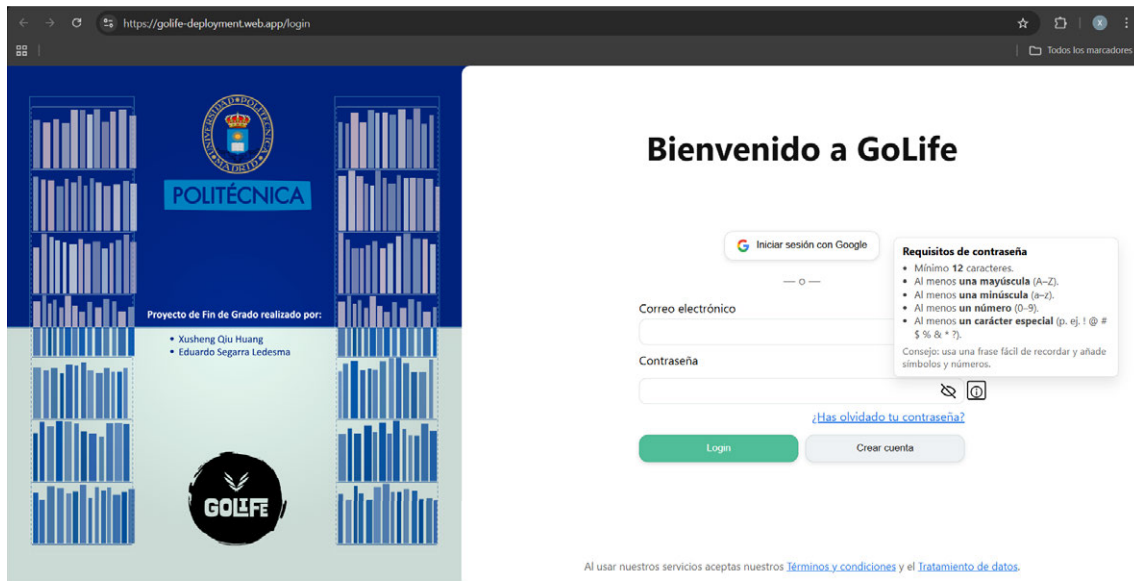 https://golife-deployment.web.app/login
X
Todos los marcadores
UNIVERSIDAD POLITÉCNICA
MADRID
POLITÉCNICA
Proyecto de Fin de Grado realizado por:
• Xusheng Qiu Huang
• Eduardo Segarra Ledesma
GOLIFE
Bienvenido a GoLife
Iniciar sesión con Google
— o —
Correo electrónico
Contraseña
Requisitos de contraseña
• Mínimo 12 caracteres.
• Al menos una mayúscula (A–Z).
• Al menos una minúscula (a–z).
• Al menos un número (0–9).
• Al menos un carácter especial (p. ej. ! @ #
$ % & * ?).
Consejo: usa una frase fácil de recordar y añade
símbolos y números.
¿Has olvidado tu contraseña?
Login
Crear cuenta
Al usar nuestros servicios aceptas nuestros Términos y condiciones y el Tratamiento de datos.